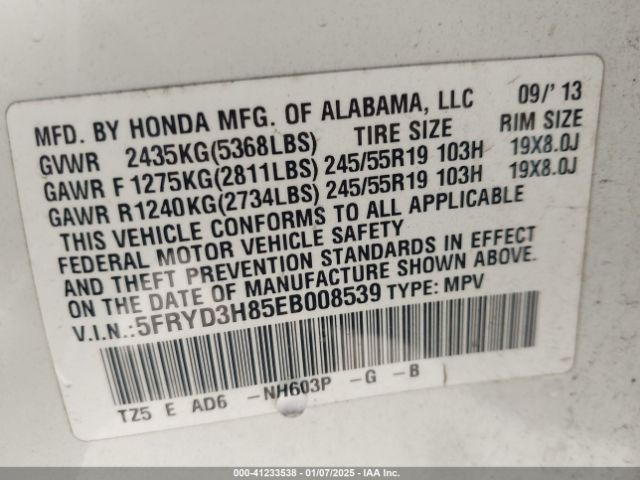 MFD. BY HONDA MFG. OF ALABAMA, LLC 09/' 13
GVWR 2435KG(5368LBS) TIRE SIZE RIM SIZE
GAWR F 1275KG(2811LBS) 245/55R19 103H 19X8.0J
GAWR R 1240KG(2734LBS) 245/55R19 103H 19X8.0J
THIS VEHICLE CONFORMS TO ALL APPLICABLE
FEDERAL MOTOR VEHICLE SAFETY
AND THEFT PREVENTION STANDARDS IN EFFECT
ON THE DATE OF MANUFACTURE SHOWN ABOVE.
V.I.N.:5FRYD3H85EB008539 TYPE: MPV
TZ5 E AD6 -NH603P -G -B
00-41233538 - 01/07/2025 - IAA Inc.